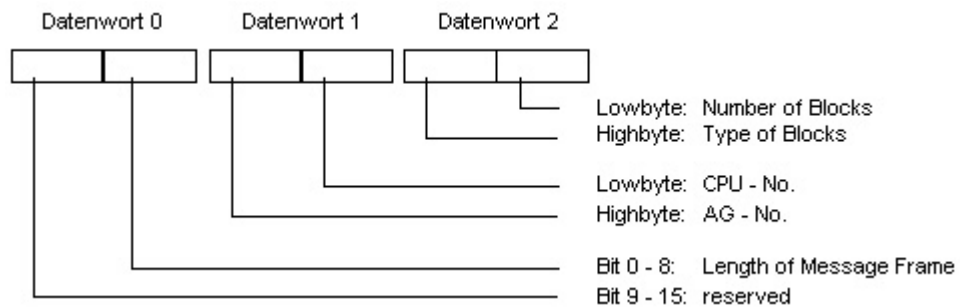 Datenwort 0 Datenwort 1 Datenwort 2
Lowbyte: Number of Blocks
Highbyte: Type of Blocks
Lowbyte: CPU - No.
Highbyte: AG - No.
Bit 0 - 8: Length of Message Frame
Bit 9 - 15: reserved